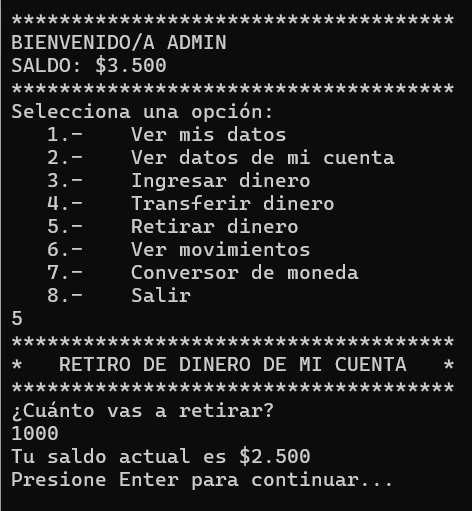 *************************************
BIENVENIDO/A ADMIN
SALDO: $3.500
*************************************
Selecciona una opción:
   1.-    Ver mis datos
   2.-    Ver datos de mi cuenta
   3.-    Ingresar dinero
   4.-    Transferir dinero
   5.-    Retirar dinero
   6.-    Ver movimientos
   7.-    Conversor de moneda
   8.-    Salir
5
*************************************
*   RETIRO DE DINERO DE MI CUENTA   *
*************************************
¿Cuánto vas a retirar?
1000
Tu saldo actual es $2.500
Presione Enter para continuar...